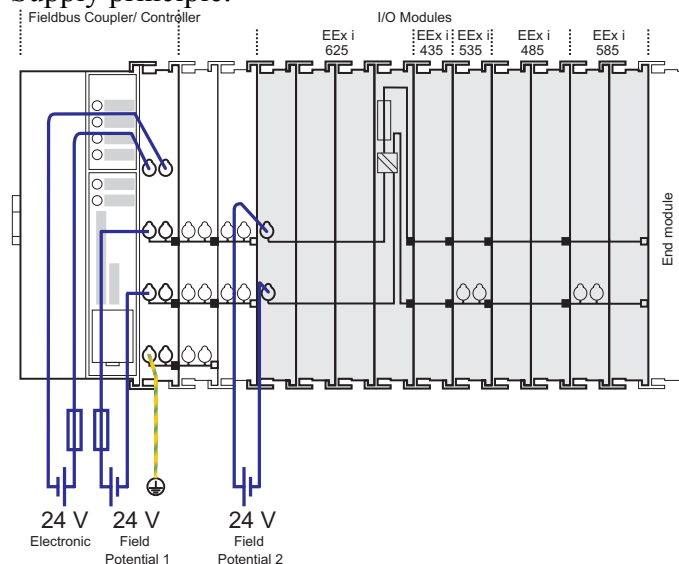 Supply principle:
Fieldbus Coupler/ Controller
I/O Modules
EEx i
625
EEx i
435
EEx i
535
EEx i
485
EEx i
585
End module
24 V
Electronic
24 V
Field
Potential 1
24 V
Field
Potential 2